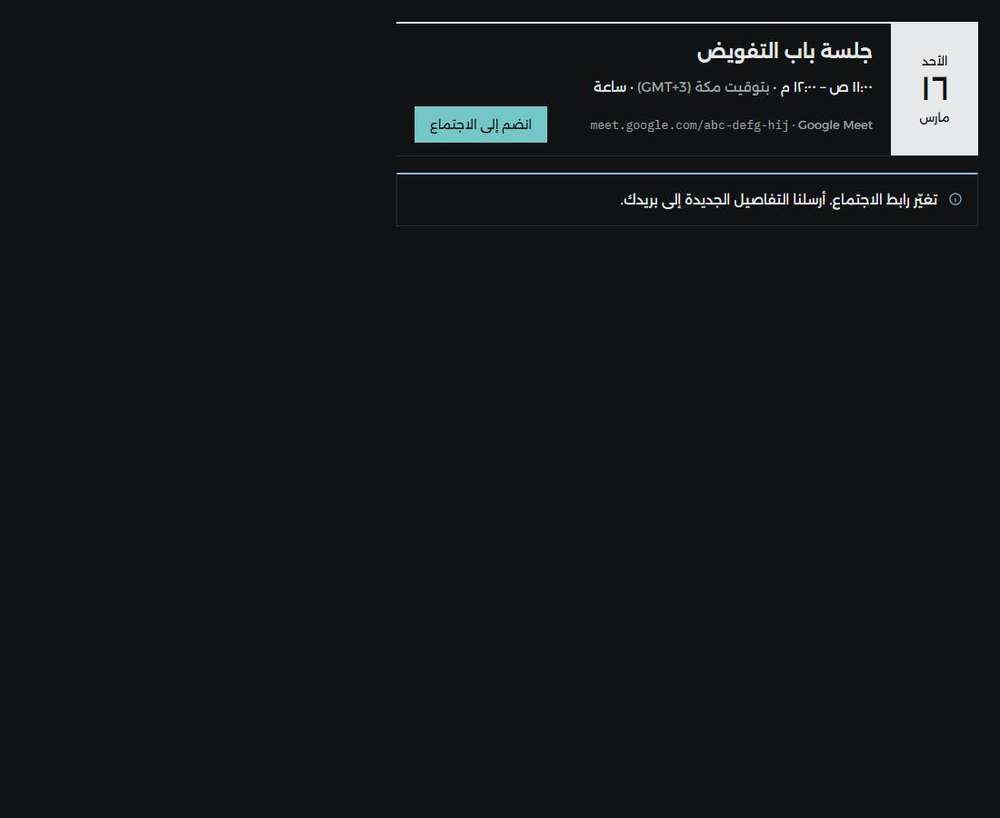 الأحد
١٦
مارس
جلسة باب التفويض
١١:٠٠ ص – ١٢:٠٠ م · بتوقيت مكة (GMT+3) · ساعة
Google Meet · meet.google.com/abc-defg-hij
انضم إلى الاجتماع
تغيّر رابط الاجتماع. أرسلنا التفاصيل الجديدة إلى بريدك.